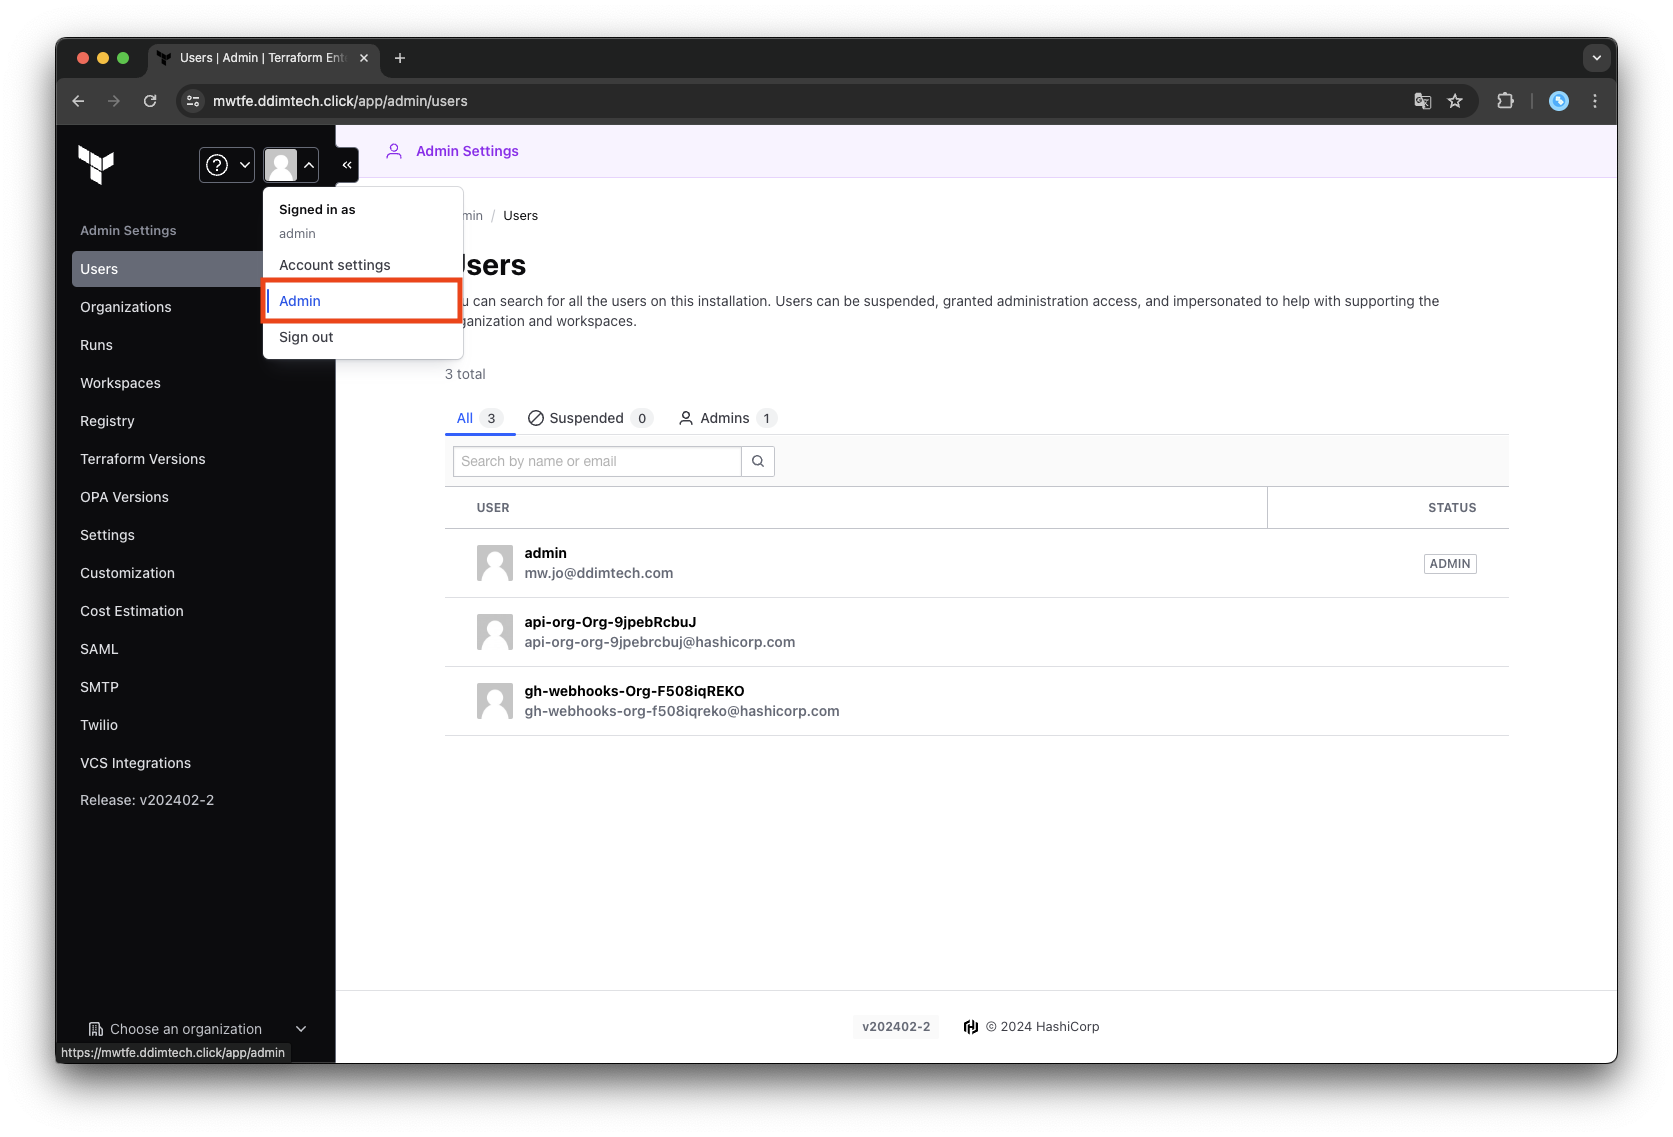 Users | Admin | Terraform Ent
mwtfe.ddimtech.click/app/admin/users
Admin Settings
Signed in as
admin
Account settings
Admin
Sign out
Admin Settings
Users
Organizations
Runs
Workspaces
Registry
Terraform Versions
OPA Versions
Settings
Customization
Cost Estimation
SAML
SMTP
Twilio
VCS Integrations
Release: v202402-2
Choose an organization
https://mwtfe.ddimtech.click/app/admin
min / Users
sers
u can search for all the users on this installation. Users can be suspended, granted administration access, and impersonated to help with supporting the
ganization and workspaces.
3 total
All 3 Suspended 0 Admins 1
Search by name or email
USER STATUS
admin
mw.jo@ddimtech.com
ADMIN
api-org-Org-9jpebRcbuJ
api-org-org-9jpebrcbuj@hashicorp.com
gh-webhooks-Org-F508iqREKO
gh-webhooks-org-f508iqreko@hashicorp.com
v202402-2 © 2024 HashiCorp